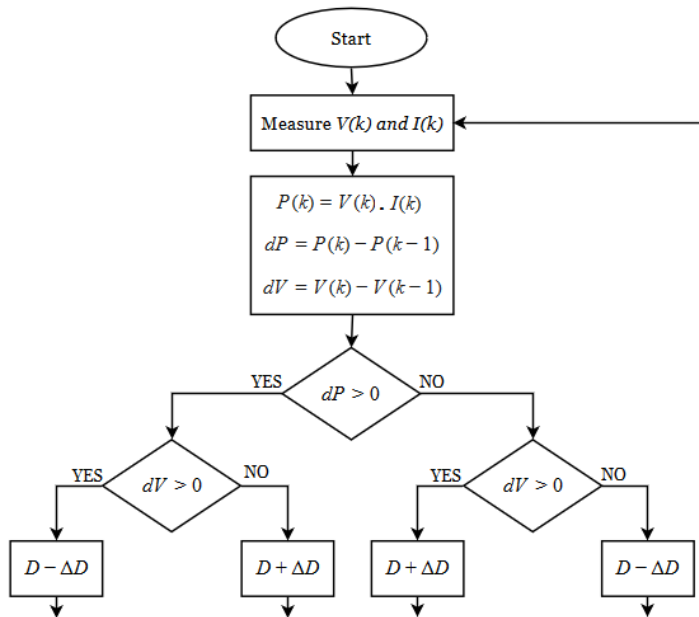 Start
Measure V(k) and I(k)
P(k) = V(k) . I(k)
dP = P(k) − P(k − 1)
dV = V(k) − V(k − 1)
YES
dP > 0
NO
YES
dV > 0
NO
YES
dV > 0
NO
D − ΔD
D + ΔD
D + ΔD
D − ΔD